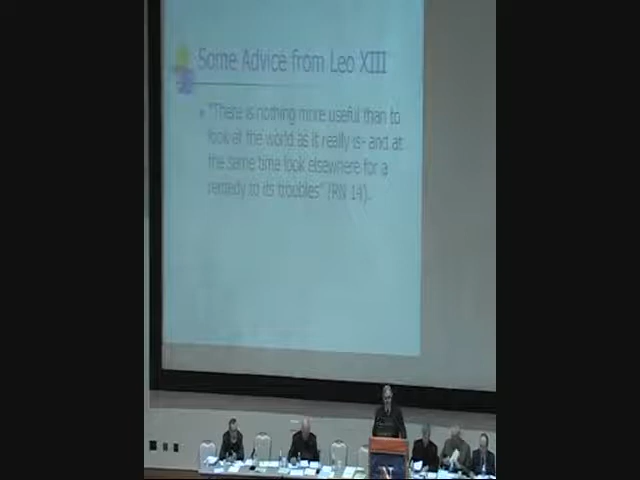 Some Advice from Leo XIII
"There is nothing more useful than to
look at the world as it really is- and at
the same time look elsewhere for a
remedy to its troubles" (RN 14).